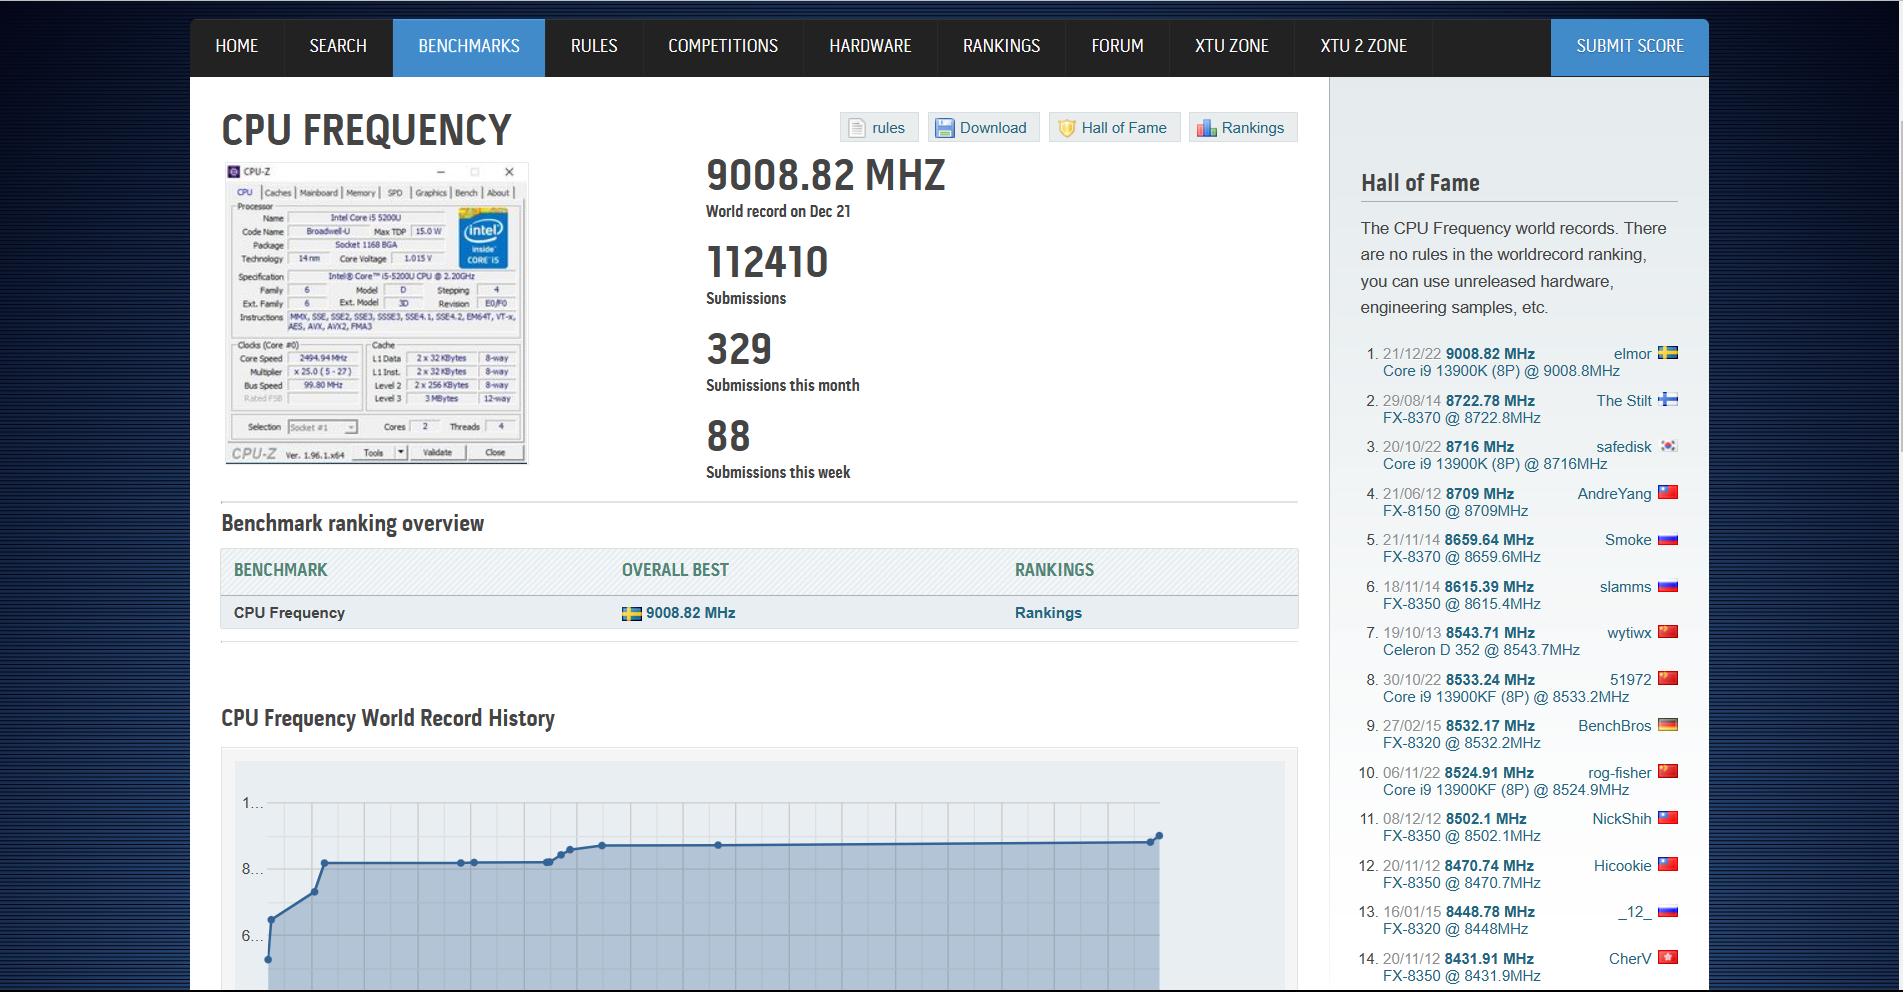 HOME SEARCH BENCHMARKS RULES COMPETITIONS HARDWARE RANKINGS FORUM XTU ZONE XTU 2 ZONE SUBMIT SCORE
CPU FREQUENCY
rules Download Hall of Fame Rankings
CPU-Z
CPU Caches Mainboard Memory SPD Graphics Bench About
Processor
Name Intel Core i5 5200U
Code Name Broadwell-U Max TDP 15.0 W
Package Socket 1168 BGA
Technology 14 nm Core Voltage 1.015 V
(intel)
inside
CORE i5
Specification Intel® Core™ i5-5200U CPU @ 2.20GHz
Family 6 Model D Stepping 4
Ext. Family 6 Ext. Model 3D Revision E0/F0
Instructions MMX, SSE, SSE2, SSE3, SSSE3, SSE4.1, SSE4.2, EM64T, VT-x,
AES, AVX, AVX2, FMA3
Clocks (Core #0) Cache
Core Speed 2494.94 MHz L1 Data 2 x 32 KBytes 8-way
Multiplier x 25.0 ( 5 - 27 ) L1 Inst. 2 x 32 KBytes 8-way
Bus Speed 99.80 MHz Level 2 2 x 256 KBytes 8-way
Rated FSB Level 3 3 MBytes 12-way
Selection Socket #1 Cores 2 Threads 4
CPU-Z Ver. 1.96.1.x64 Tools Validate Close
9008.82 MHZ
World record on Dec 21
112410
Submissions
329
Submissions this month
88
Submissions this week
Benchmark ranking overview
BENCHMARK OVERALL BEST RANKINGS
CPU Frequency 9008.82 MHz Rankings
CPU Frequency World Record History
1...
8...
6...
Hall of Fame
The CPU Frequency world records. There
are no rules in the worldrecord ranking,
you can use unreleased hardware,
engineering samples, etc.
1. 21/12/22 9008.82 MHz elmor
Core i9 13900K (8P) @ 9008.8MHz
2. 29/08/14 8722.78 MHz The Stilt
FX-8370 @ 8722.8MHz
3. 20/10/22 8716 MHz safedisk
Core i9 13900K (8P) @ 8716MHz
4. 21/06/12 8709 MHz AndreYang
FX-8150 @ 8709MHz
5. 21/11/14 8659.64 MHz Smoke
FX-8370 @ 8659.6MHz
6. 18/11/14 8615.39 MHz slamms
FX-8350 @ 8615.4MHz
7. 19/10/13 8543.71 MHz wytiwx
Celeron D 352 @ 8543.7MHz
8. 30/10/22 8533.24 MHz 51972
Core i9 13900KF (8P) @ 8533.2MHz
9. 27/02/15 8532.17 MHz BenchBros
FX-8320 @ 8532.2MHz
10. 06/11/22 8524.91 MHz rog-fisher
Core i9 13900KF (8P) @ 8524.9MHz
11. 08/12/12 8502.1 MHz NickShih
FX-8350 @ 8502.1MHz
12. 20/11/12 8470.74 MHz Hicookie
FX-8350 @ 8470.7MHz
13. 16/01/15 8448.78 MHz _12_
FX-8320 @ 8448MHz
14. 20/11/12 8431.91 MHz CherV
FX-8350 @ 8431.9MHz